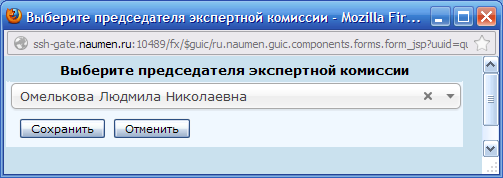 Выберите председателя экспертной комиссии - Mozilla Fir...
ssh-gate.naumen.ru:10489/fx/$guic/ru.naumen.guic.components.forms.form_jsp?uuid=qu
Выберите председателя экспертной комиссии
Омелькова Людмила Николаевна
Сохранить Отменить